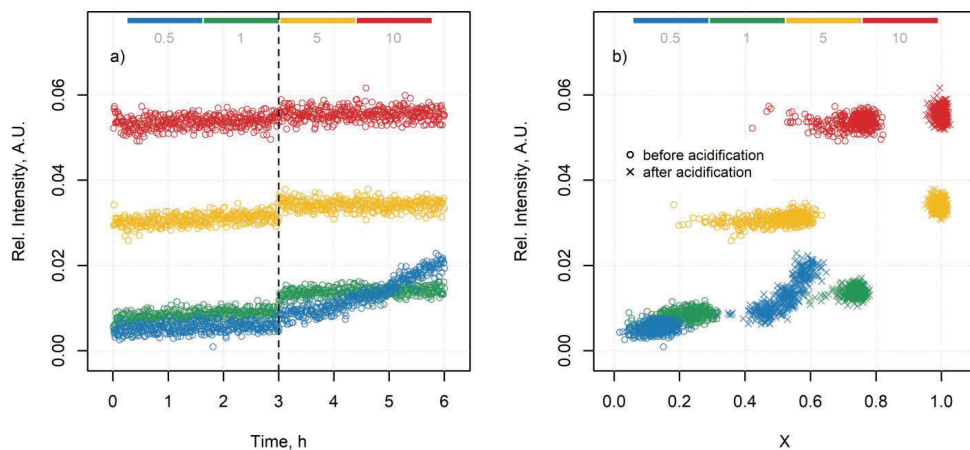 0.5 1 5 10
a)
Rel. Intensity, A.U.
0.06
0.04
0.02
0.00
0 1 2 3 4 5 6
Time, h
0.5 1 5 10
b)
○ before acidification
× after acidification
Rel. Intensity, A.U.
0.06
0.04
0.02
0.00
0.0 0.2 0.4 0.6 0.8 1.0
X